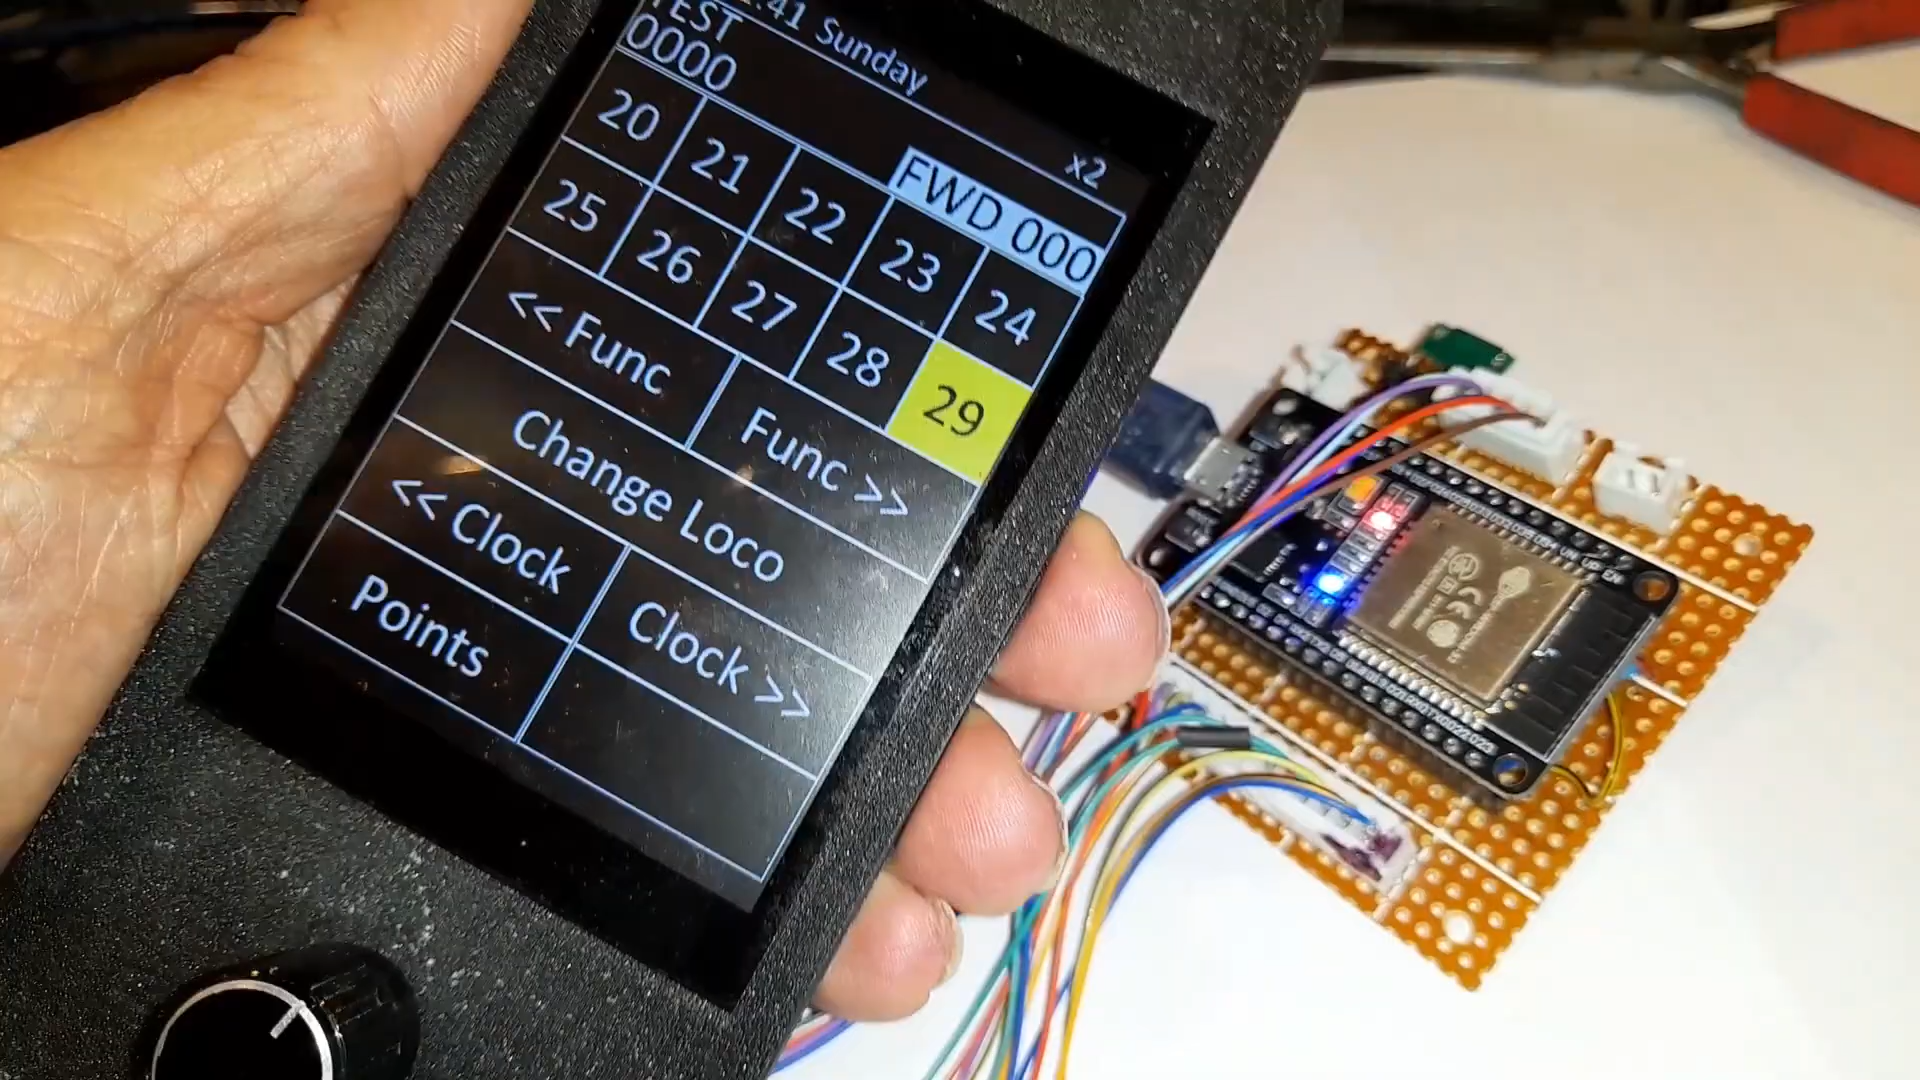 :41 Sunday
x2
TEST
0000
FWD 000
20 21 22 23 24
25 26 27 28 29
<< Func Func >>
Change Loco
<< Clock Clock >>
Points